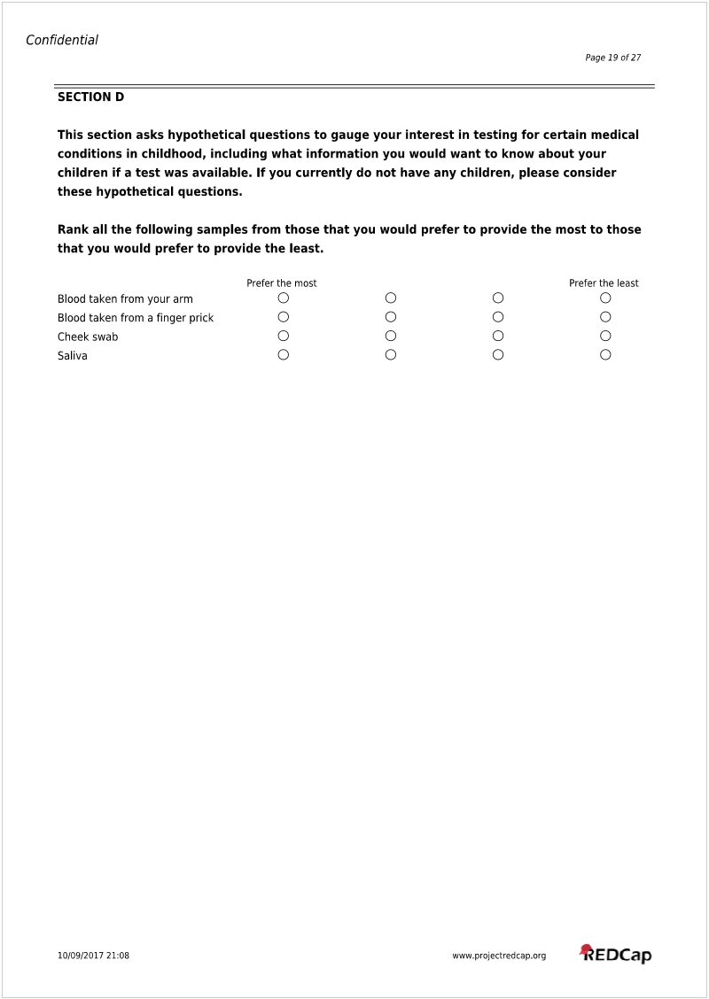 Confidential
Page 19 of 27
SECTION D
This section asks hypothetical questions to gauge your interest in testing for certain medical
conditions in childhood, including what information you would want to know about your
children if a test was available. If you currently do not have any children, please consider
these hypothetical questions.
Rank all the following samples from those that you would prefer to provide the most to those
that you would prefer to provide the least.
Prefer the most Prefer the least
Blood taken from your arm
Blood taken from a finger prick
Cheek swab
Saliva
10/09/2017 21:08 www.projectredcap.org REDCap